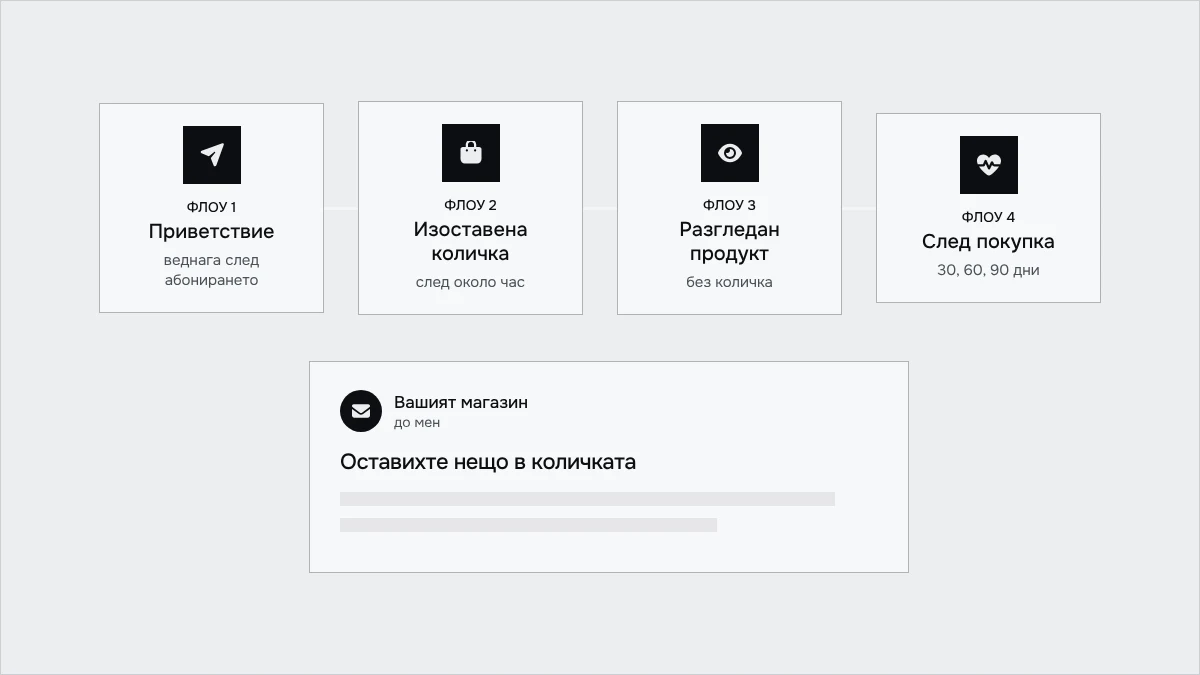 ФЛОУ 1
Приветствие
веднага след
абонирането
ФЛОУ 2
Изоставена
количка
след около час
ФЛОУ 3
Разгледан
продукт
без количка
ФЛОУ 4
След покупка
30, 60, 90 дни
Вашият магазин
до мен
Оставихте нещо в количката